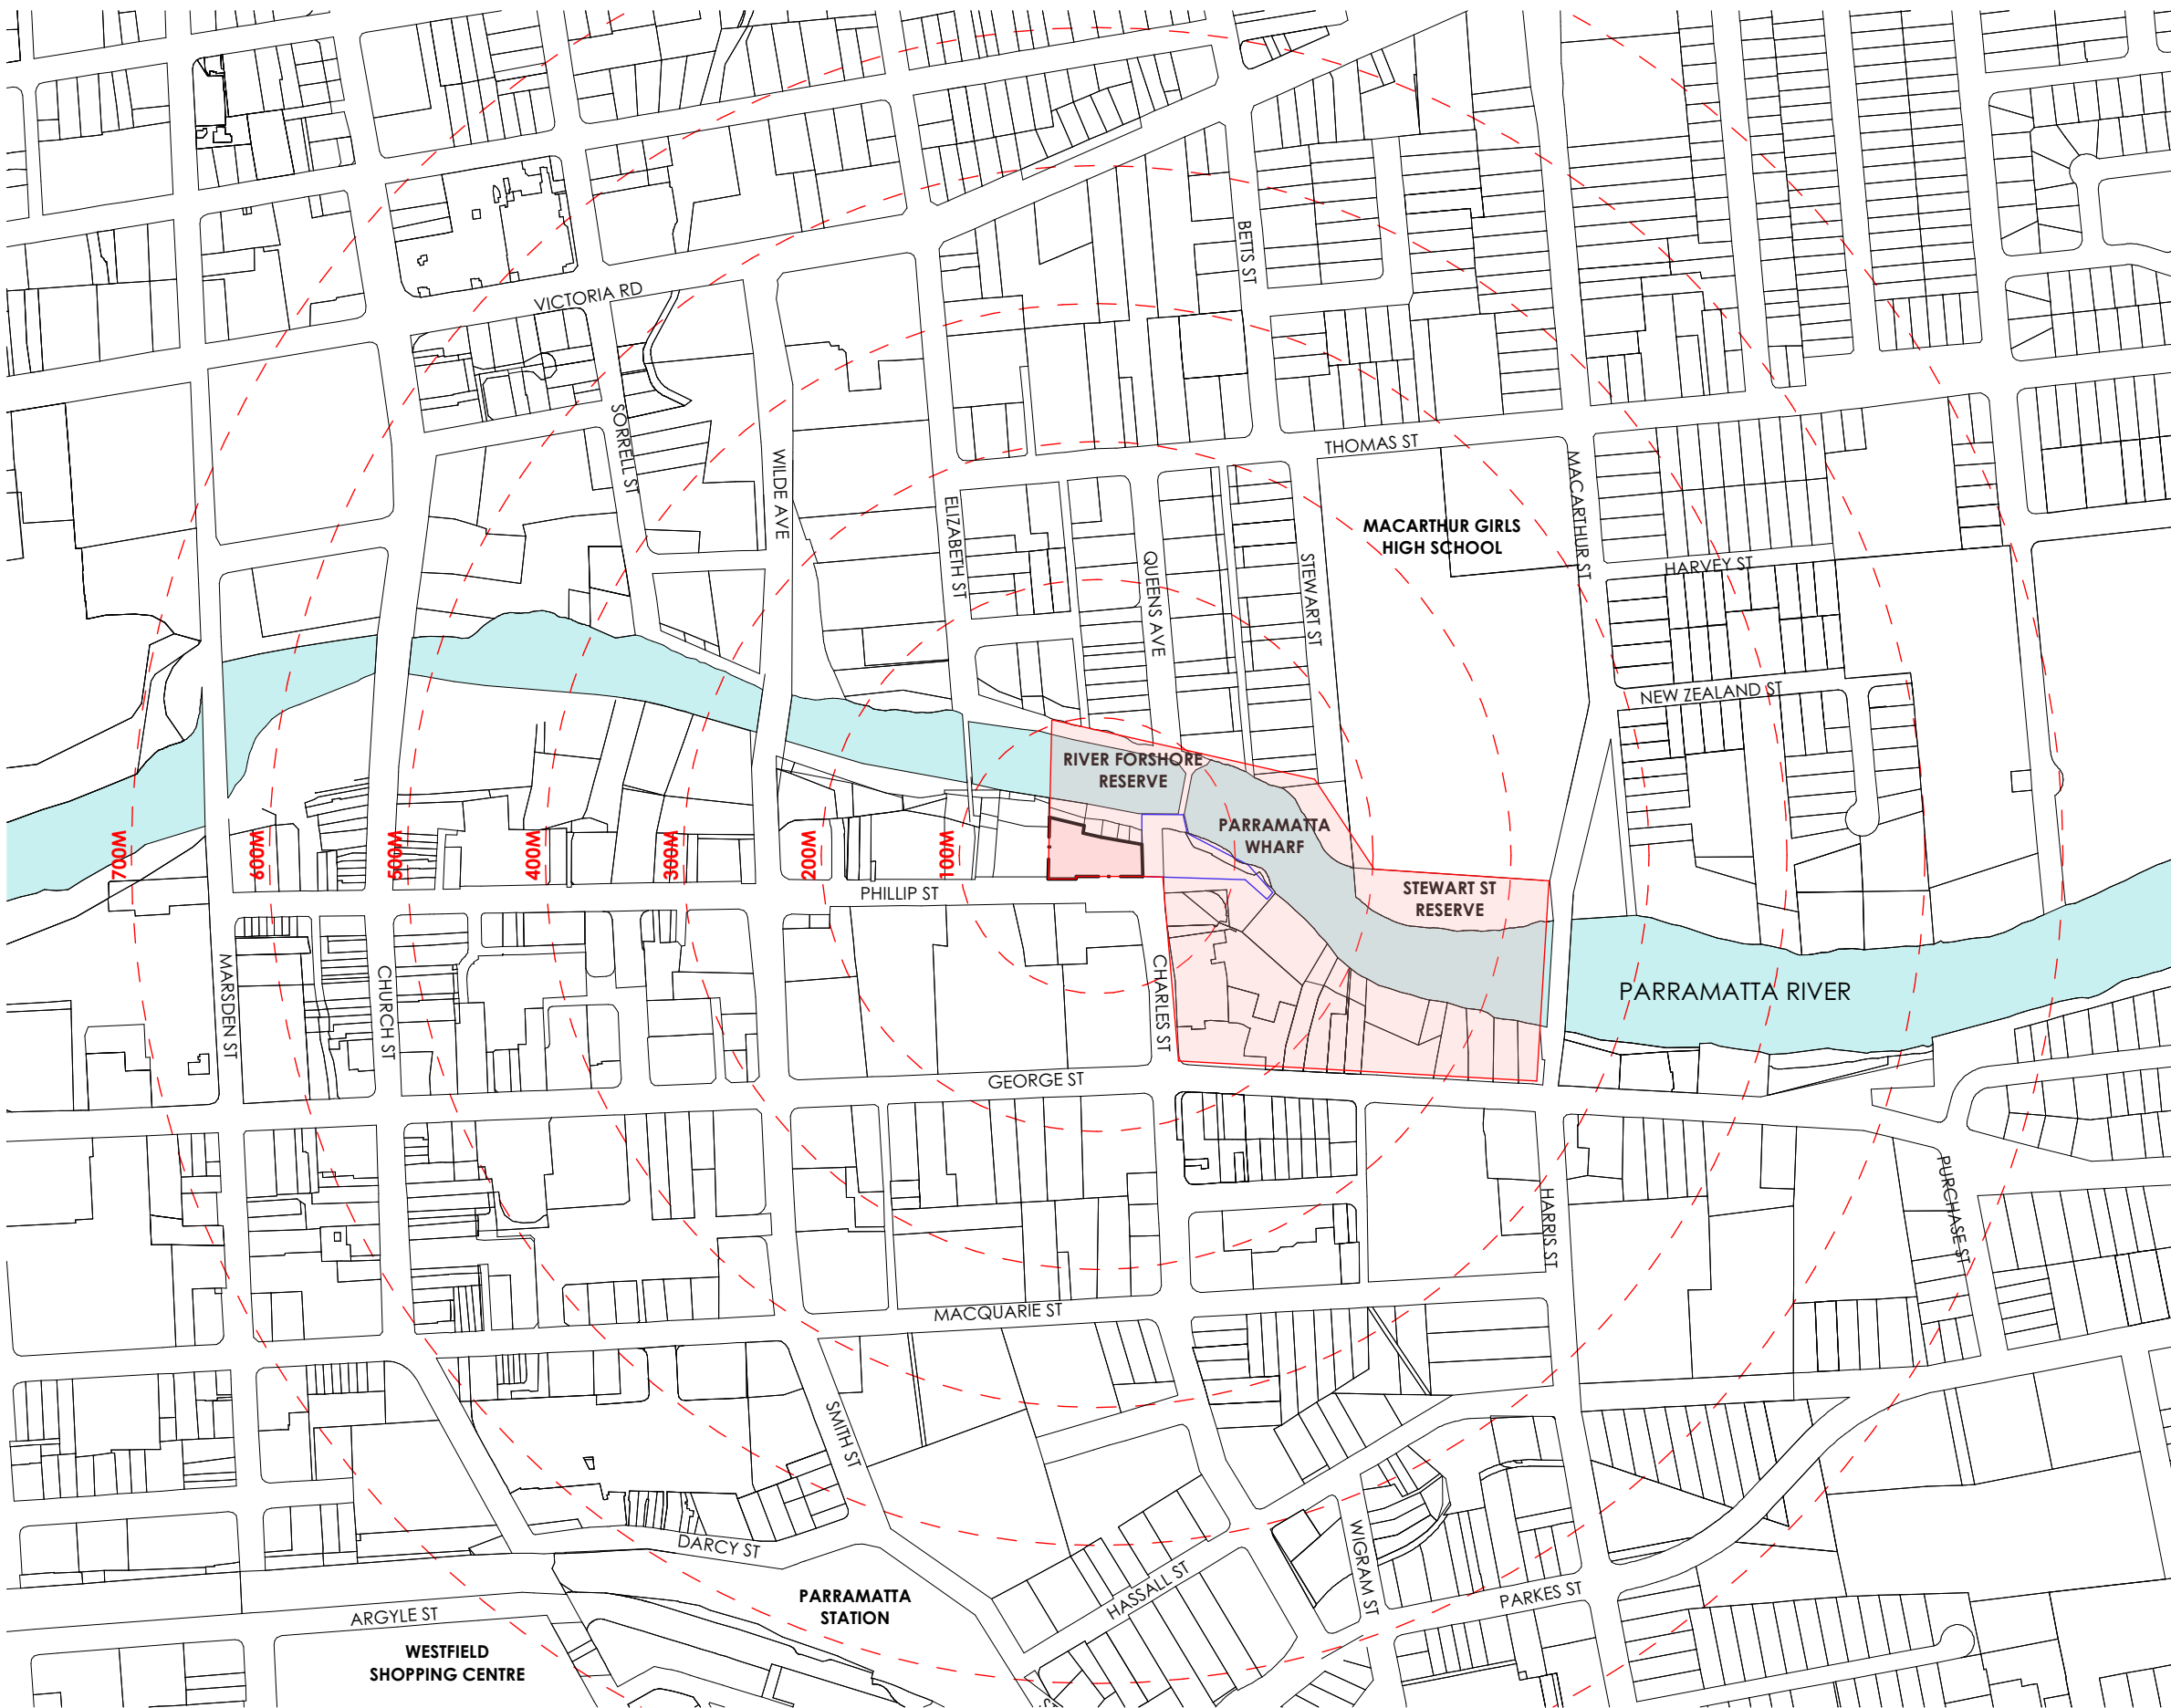 VICTORIA RD
BETTS ST
SORRELL ST
THOMAS ST
WILDE AVE
MACARTHUR ST
ELIZABETH ST
MACARTHUR GIRLS
HIGH SCHOOL
QUEENS AVE
STEWART ST
HARVEY ST
NEW ZEALAND ST
RIVER FORSHORE
RESERVE
PARRAMATTA
WHARF
700M
600M
500M
400M
300M
200M
100M
PHILLIP ST
STEWART ST
RESERVE
MARSDEN ST
CHURCH ST
CHARLES ST
PARRAMATTA RIVER
GEORGE ST
HARRIS ST
PURCHASE ST
MACQUARIE ST
SMITH ST
DARCY ST
WIGRAM ST
HASSALL ST
PARKES ST
PARRAMATTA
STATION
ARGYLE ST
WESTFIELD
SHOPPING CENTRE